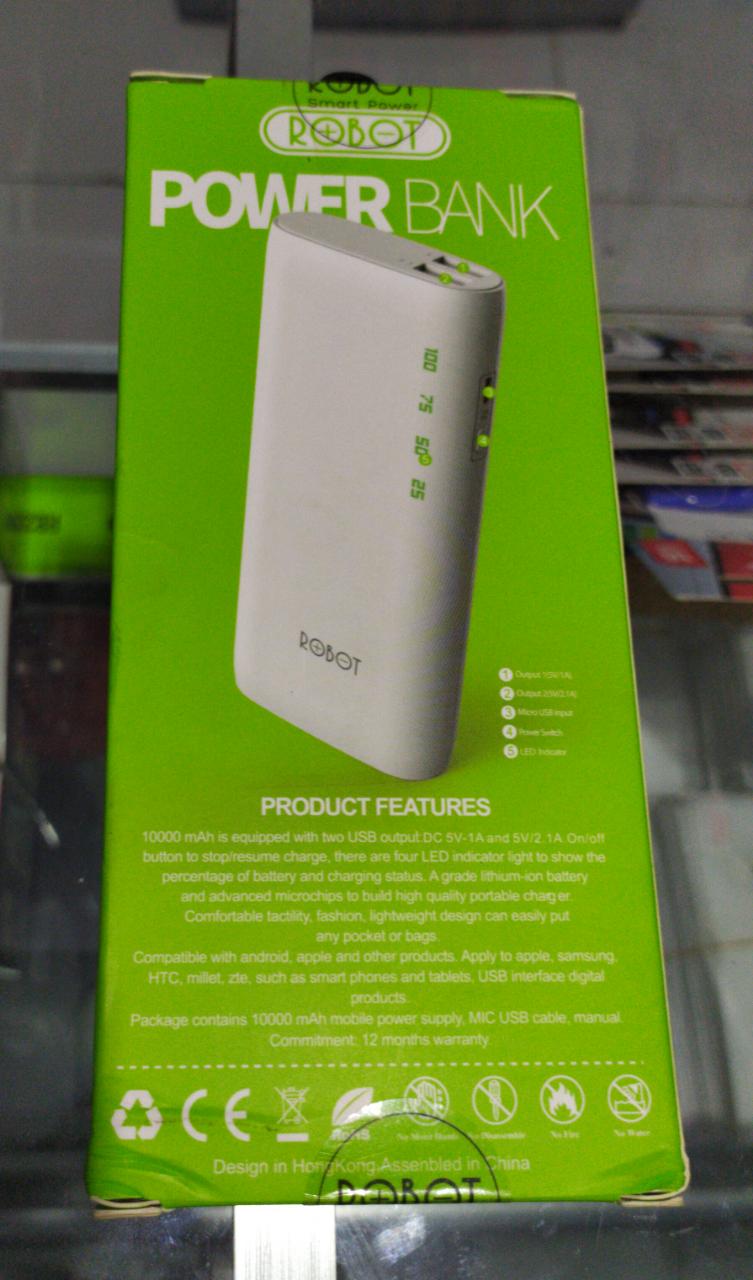 ROBOT
Smart Power
ROBOT
POWER BANK
100
75
50
25
ROBOT
1 Output 1(5V/1A)
2 Output 2(5V/2.1A)
3 Micro USB input
4 Power Switch
5 LED Indicator
PRODUCT FEATURES
10000 mAh is equipped with two USB output:DC 5V-1A and 5V/2.1A.On/off
button to stop/resume charge, there are four LED indicator light to show the
percentage of battery and charging status. A grade lithium-ion battery
and advanced microchips to build high quality portable charger.
Comfortable tactility, fashion, lightweight design can easily put
any pocket or bags.
Compatible with android, apple and other products. Apply to apple, samsung,
HTC, millet, zte, such as smart phones and tablets, USB interface digital
products.
Package contains 10000 mAh mobile power supply, MIC USB cable, manual.
Commitment: 12 months warranty.
CE
RoHS
No Fire
No Water
Design in HongKong.Assenbled in China
ROBOT